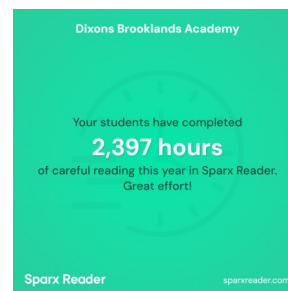 Dixons Brooklands Academy
Your students have completed
2,397 hours
of careful reading this year in Sparx Reader.
Great effort!
Sparx Reader
sparxreader.com